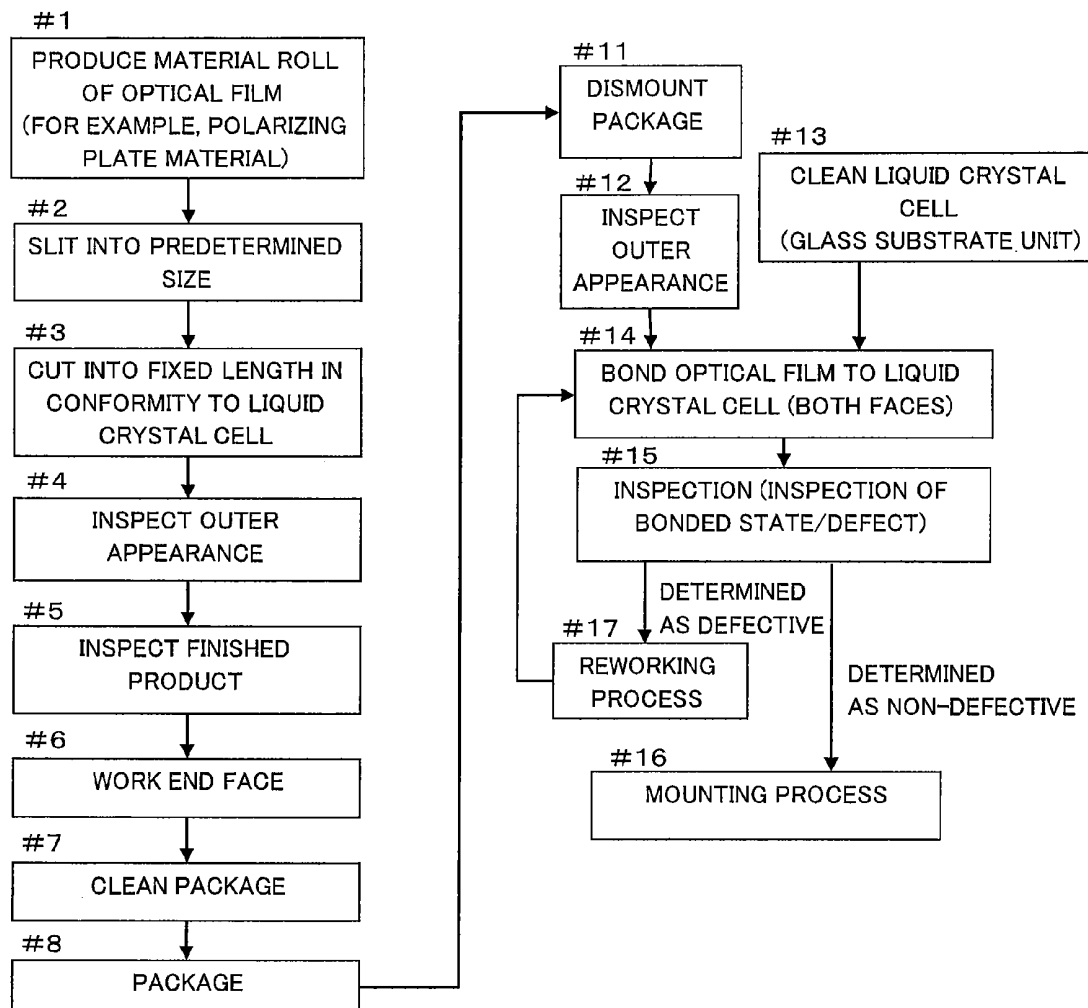 #1
PRODUCE MATERIAL ROLL
OF OPTICAL FILM
(FOR EXAMPLE, POLARIZING
PLATE MATERIAL)
#2
SLIT INTO PREDETERMINED
SIZE
#3
CUT INTO FIXED LENGTH IN
CONFORMITY TO LIQUID
CRYSTAL CELL
#4
INSPECT OUTER
APPEARANCE
#5
INSPECT FINISHED
PRODUCT
#6
WORK END FACE
#7
CLEAN PACKAGE
#8
PACKAGE
#11
DISMOUNT
PACKAGE
#12
INSPECT
OUTER
APPEARANCE
#13
CLEAN LIQUID CRYSTAL
CELL
(GLASS SUBSTRATE UNIT)
#14
BOND OPTICAL FILM TO LIQUID
CRYSTAL CELL (BOTH FACES)
#15
INSPECTION (INSPECTION OF
BONDED STATE/DEFECT)
DETERMINED
AS DEFECTIVE
#17
REWORKING
PROCESS
DETERMINED
AS NON-DEFECTIVE
#16
MOUNTING PROCESS